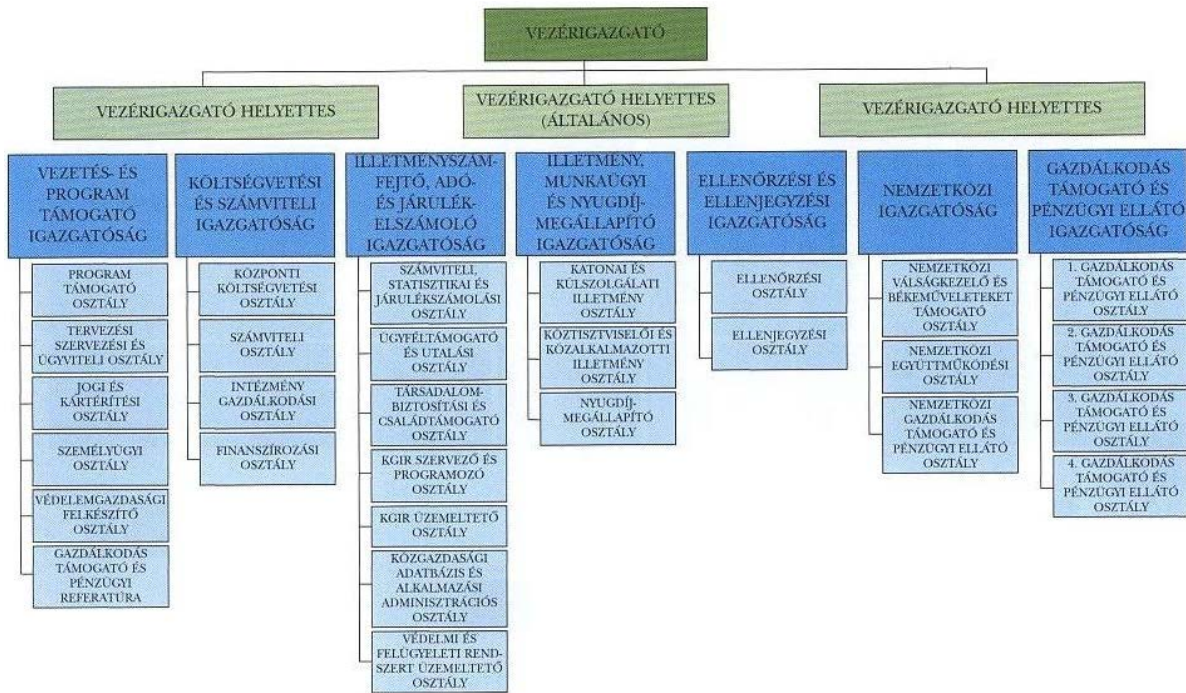 VEZÉRIGAZGATÓ
VEZÉRIGAZGATÓ HELYETTES
VEZÉRIGAZGATÓ HELYETTES
(ÁLTALÁNOS)
VEZÉRIGAZGATÓ HELYETTES
VEZETÉS- ÉS
PROGRAM
TÁMOGATÓ
IGAZGATÓSÁG
PROGRAM
TÁMOGATÓ
OSZTÁLY
TERVEZÉSI
SZERVEZÉSI ÉS
ÜGYVITELI OSZTÁLY
JOGI ÉS
KÁRTÉRÍTÉSI
OSZTÁLY
SZEMÉLYÜGYI
OSZTÁLY
VÉDELEMGAZDASÁGI
FELKÉSZÍTŐ
OSZTÁLY
GAZDÁLKODÁS
TÁMOGATÓ ÉS
PÉNZÜGYI
REFERATÚRA
KÖLTSÉGVETÉSI
ÉS SZÁMVITELI
IGAZGATÓSÁG
KÖZPONTI
KÖLTSÉGVETÉSI
OSZTÁLY
SZÁMVITELI
OSZTÁLY
INTÉZMÉNY
GAZDÁLKODÁSI
OSZTÁLY
FINANSZÍROZÁSI
OSZTÁLY
ILLETMÉNYSZÁM-
FEJTŐ, ADÓ-
ÉS JÁRULÉK-
ELSZÁMOLÓ
IGAZGATÓSÁG
SZÁMVITELI,
STATISZTIKAI ÉS
JÁRULÉKSZÁMOLÁSI
OSZTÁLY
ÜGYFÉLTÁMOGATÓ
ÉS UTALÁSI
OSZTÁLY
TÁRSADALOM-
BIZTOSÍTÁSI ÉS
CSALÁDTÁMOGATÓ
OSZTÁLY
KGIR SZERVEZŐ ÉS
PROGRAMOZÓ
OSZTÁLY
KGIR ÜZEMELTETŐ
OSZTÁLY
KÖZGAZDASÁGI
ADATBÁZIS ÉS
ALKALMAZÁSI
ADMINISZTRÁCIÓS
OSZTÁLY
VÉDELMI ÉS
FELÜGYELETI REND-
SZERT ÜZEMELTETŐ
OSZTÁLY
ILLETMÉNY,
MUNKAÜGYI
ÉS NYUGDÍJ-
MEGÁLLAPÍTÓ
IGAZGATÓSÁG
KATONAI ÉS
KÜLSZOLGÁLATI
ILLETMÉNY
OSZTÁLY
KÖZTISZTVISELŐI ÉS
KÖZALKALMAZOTTI
ILLETMÉNY
OSZTÁLY
NYUGDÍJ-
MEGÁLLAPÍTÓ
OSZTÁLY
ELLENŐRZÉSI ÉS
ELLENJEGYZÉSI
IGAZGATÓSÁG
ELLENŐRZÉSI
OSZTÁLY
ELLENJEGYZÉSI
OSZTÁLY
NEMZETKÖZI
IGAZGATÓSÁG
NEMZETKÖZI
VÁLSÁGKEZELŐ ÉS
BÉKEMŰVELETEKET
TÁMOGATÓ
OSZTÁLY
NEMZETKÖZI
EGYÜTTMŰKÖDÉSI
OSZTÁLY
NEMZETKÖZI
GAZDÁLKODÁS
TÁMOGATÓ ÉS
PÉNZÜGYI ELLÁTÓ
OSZTÁLY
GAZDÁLKODÁS
TÁMOGATÓ ÉS
PÉNZÜGYI ELLÁTÓ
IGAZGATÓSÁG
1. GAZDÁLKODÁS
TÁMOGATÓ ÉS
PÉNZÜGYI ELLÁTÓ
OSZTÁLY
2. GAZDÁLKODÁS
TÁMOGATÓ ÉS
PÉNZÜGYI ELLÁTÓ
OSZTÁLY
3. GAZDÁLKODÁS
TÁMOGATÓ ÉS
PÉNZÜGYI ELLÁTÓ
OSZTÁLY
4. GAZDÁLKODÁS
TÁMOGATÓ ÉS
PÉNZÜGYI ELLÁTÓ
OSZTÁLY